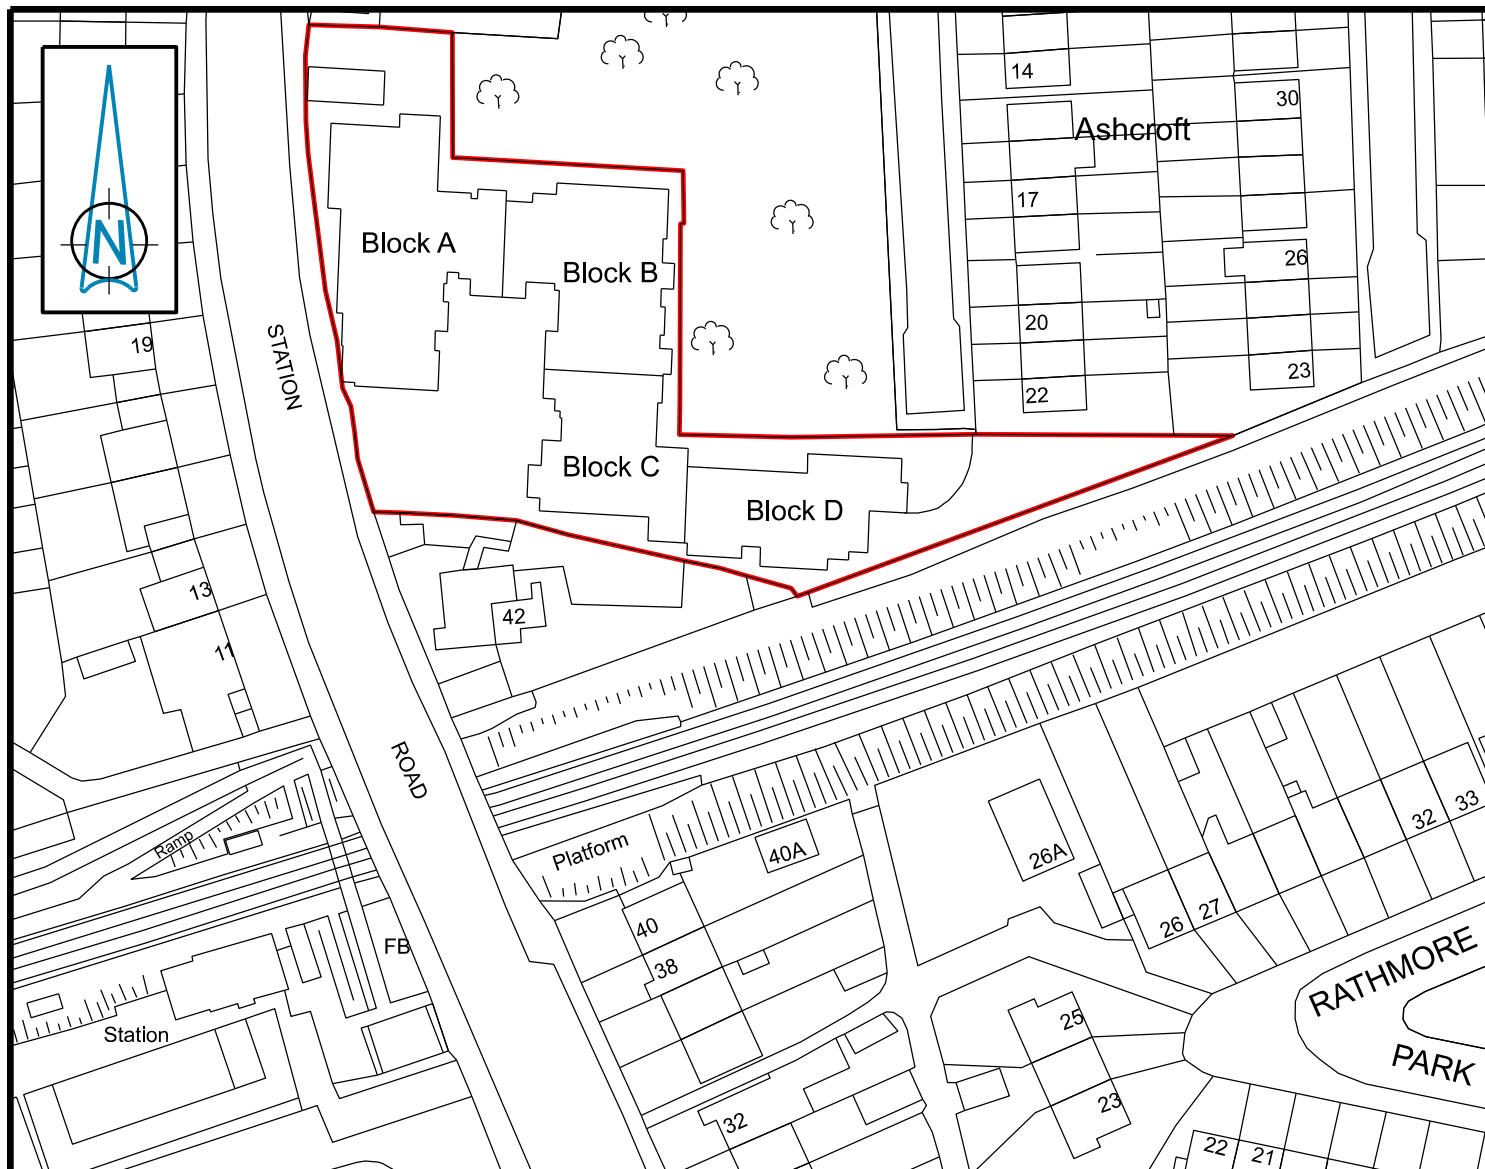 14
30
Ashcroft
17
Block A
26
Block B
N
20
19
STATION
23
22
Block C
Block D
13
42
11
ROAD
Ramp
Platform
40A
26A
32
33
40
27
26
FB
38
RATHMORE
25
Station
PARK
23
32
22
21